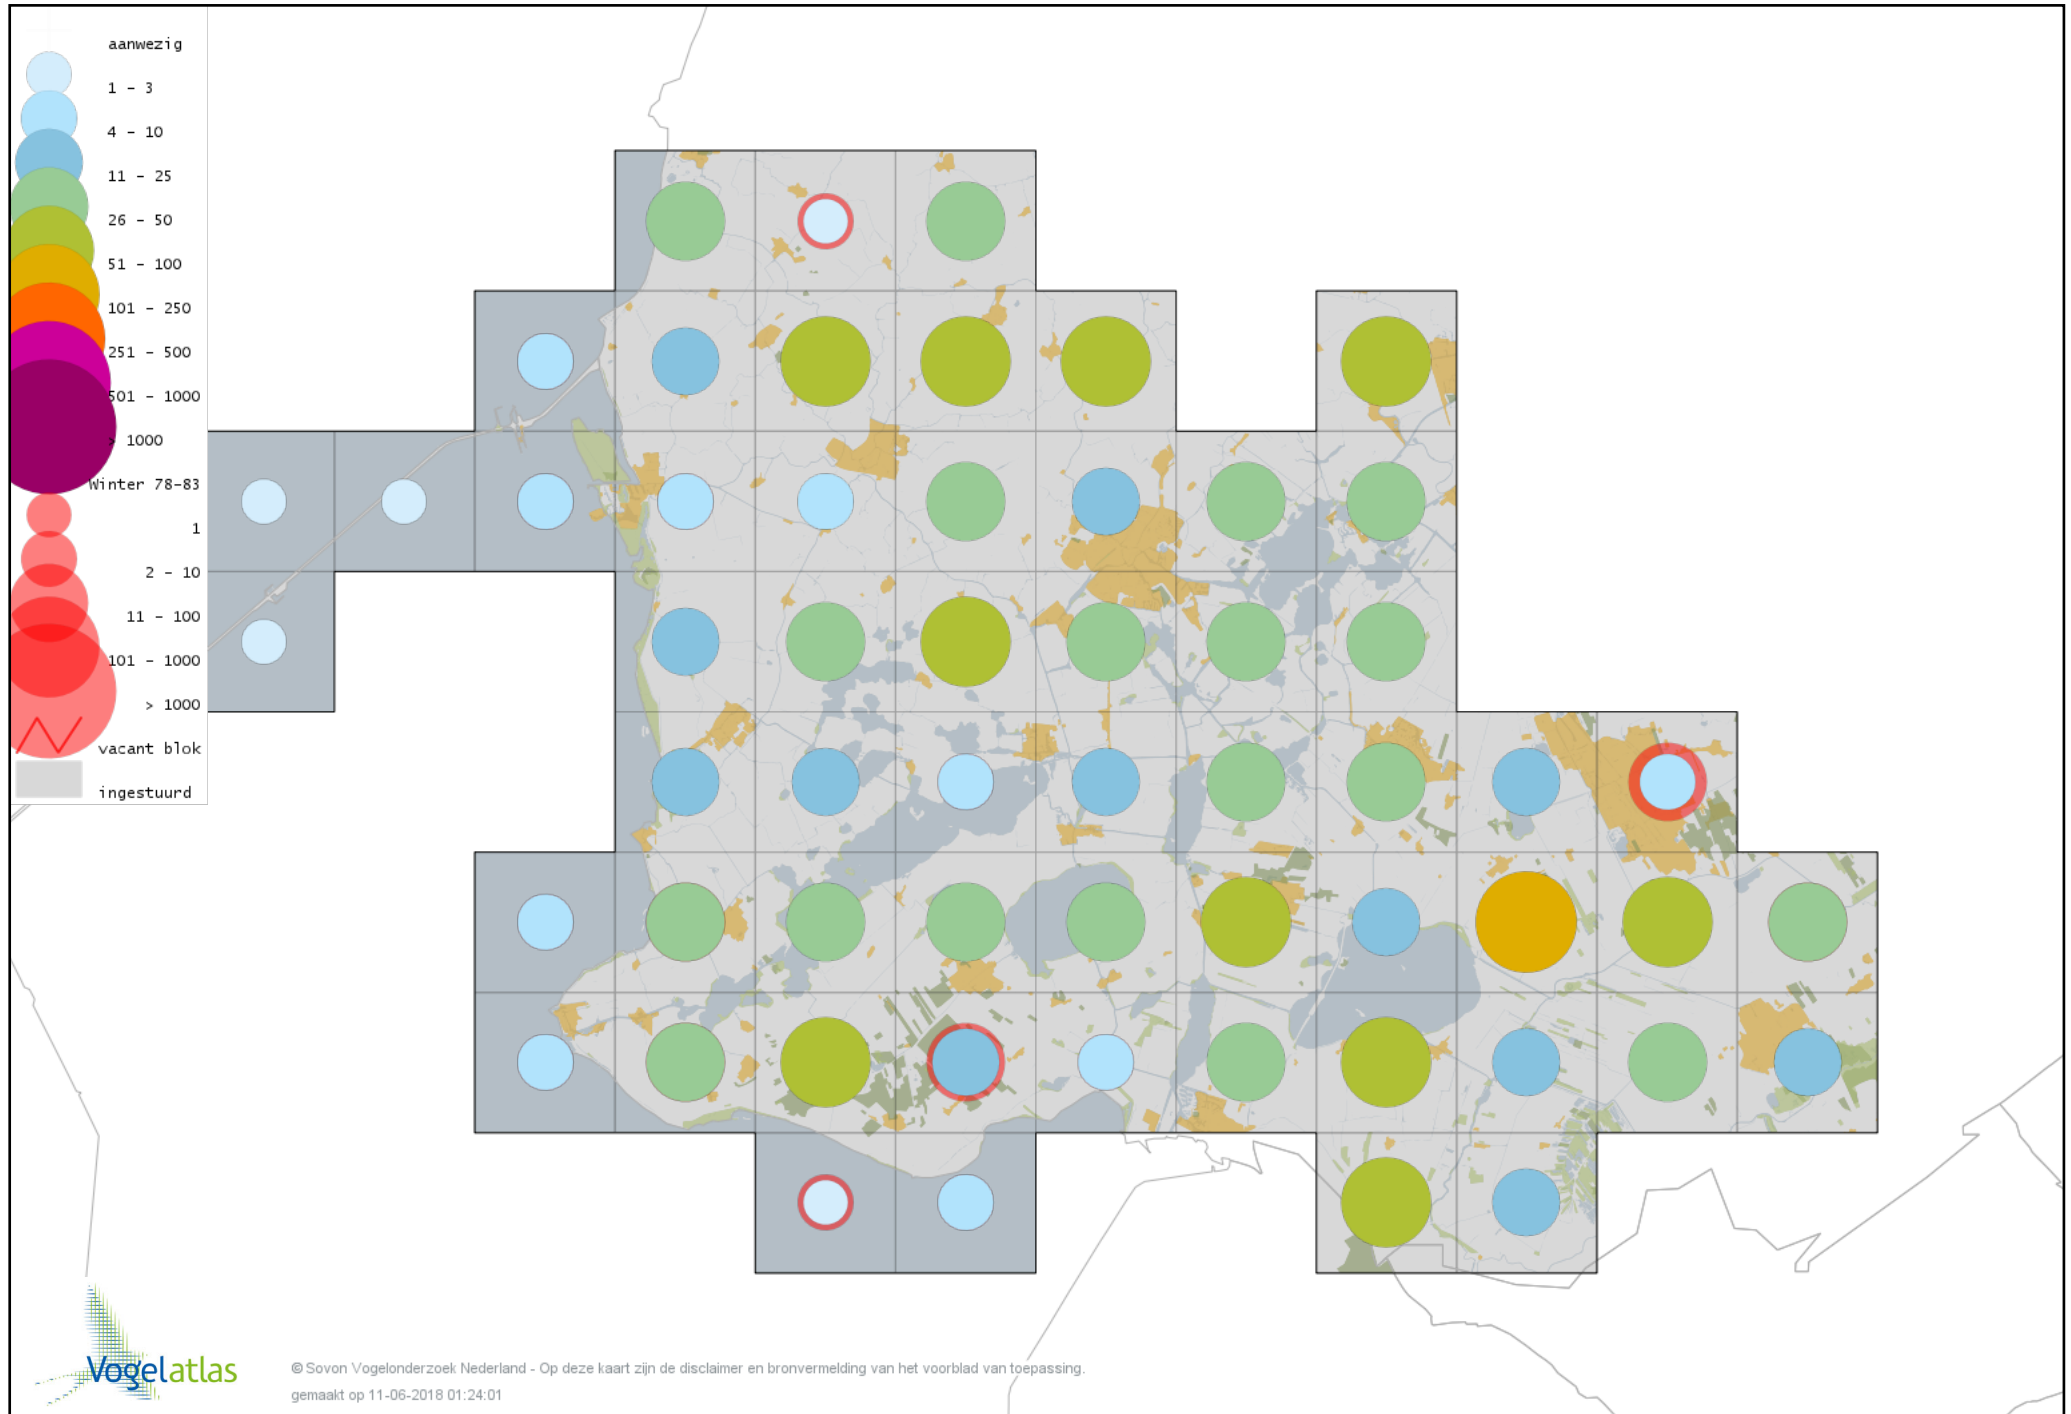 aanwezig
1 - 3
4 - 10
11 - 25
26 - 50
51 - 100
101 - 250
251 - 500
501 - 1000
> 1000
Winter 78-83
1
2 - 10
11 - 100
101 - 1000
> 1000
vacant blok
ingestuurd
Vogelatlas
© Sovon Vogelonderzoek Nederland - Op deze kaart zijn de disclaimer en bronvermelding van het voorblad van toepassing.
gemaakt op 11-06-2018 01:24:01